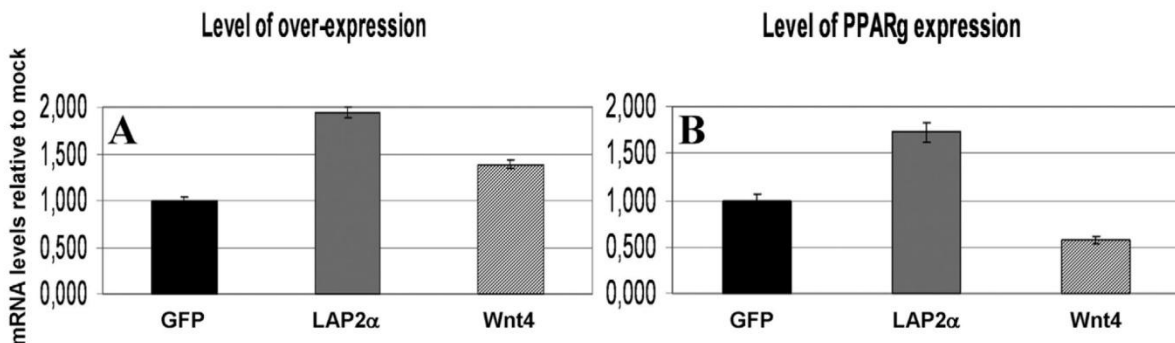 Level of over-expression
Level of PPARg expression
mRNA levels relative to mock
A
2,000
1,500
1,000
0,500
0,000
GFP LAP2α Wnt4
B
2,000
1,500
1,000
0,500
0,000
GFP LAP2α Wnt4